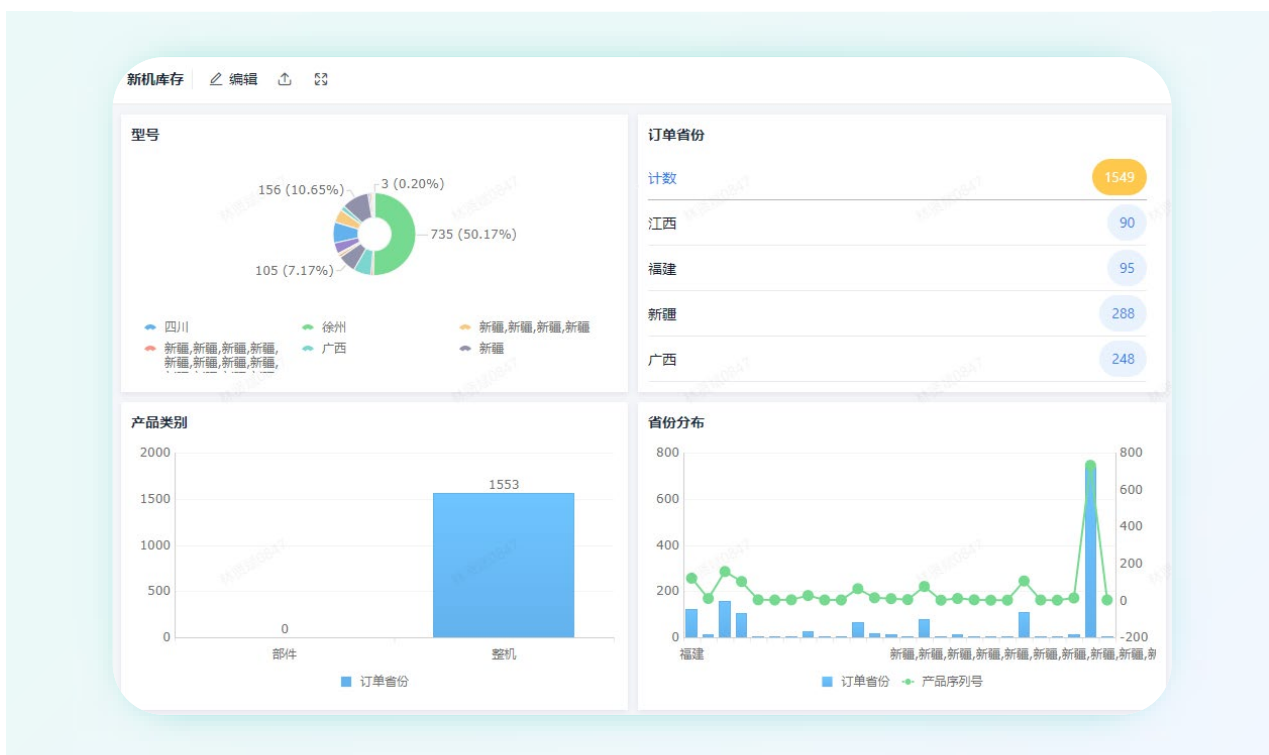 新机库存 编辑
型号
156 (10.65%)
3 (0.20%)
735 (50.17%)
105 (7.17%)
四川
徐州
新疆,新疆,新疆,新疆
新疆,新疆,新疆,新疆,
新疆,新疆,新疆,新疆,
广西
新疆
订单省份
计数 1549
江西 90
福建 95
新疆 288
广西 248
产品类别
2000
1500
1000
500
0
0
1553
部件
整机
订单省份
省份分布
800
600
400
200
0
800
600
400
200
0
-200
福建
新疆,新疆,新疆,新疆,新疆,新疆,新疆,新疆,新疆,新
订单省份
产品序列号